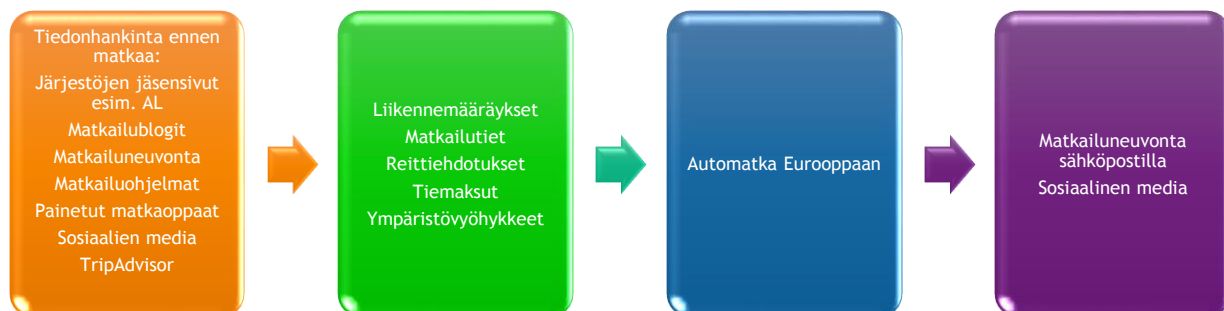 Tiedonhankinta ennen
matkaa:
Järjestöjen jäsensivut
esim. AL
Matkailublogit
Matkailuneuvonta
Matkailuohjelmat
Painetut matkaoppaat
Sosiaalien media
TripAdvisor
Liikennemääräykset
Matkailutiet
Reittiehdotukset
Tiemaksut
Ympäristövyöhykkeet
Automatka Eurooppaan
Matkailuneuvonta
sähköpostilla
Sosiaalinen media